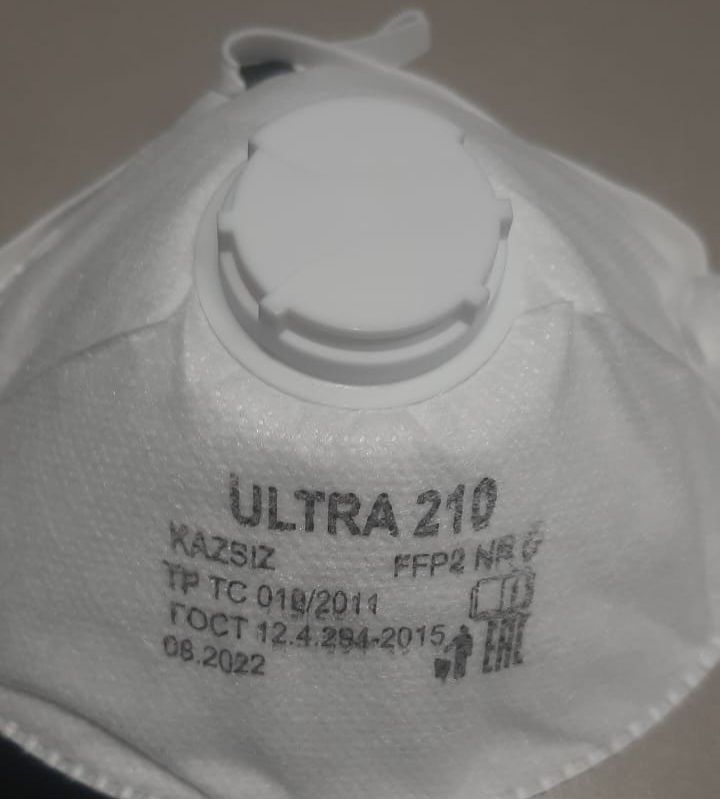 ULTRA 210
KAZSIZ FFP2 NR
ТР ТС 019/2011
ГОСТ 12.4.294-2015
08.2022
EAC